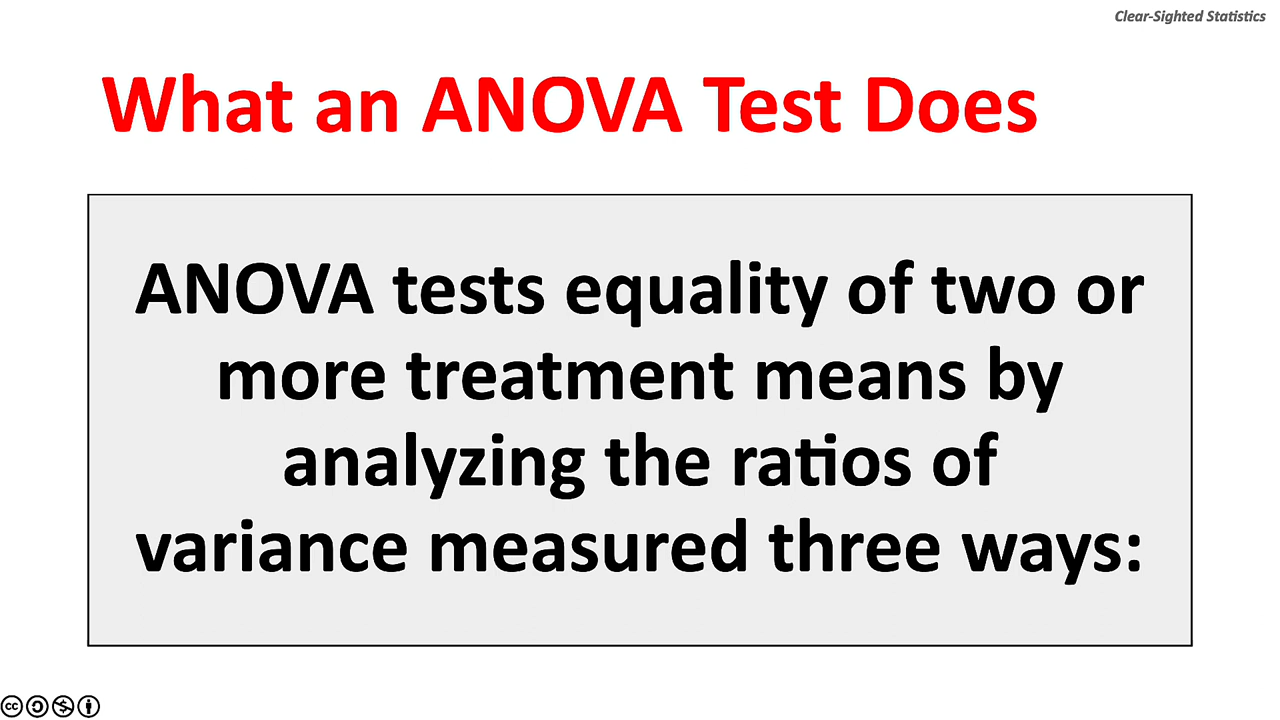 Clear-Sighted Statistics
What an ANOVA Test Does
ANOVA tests equality of two or
more treatment means by
analyzing the ratios of
variance measured three ways:
cc